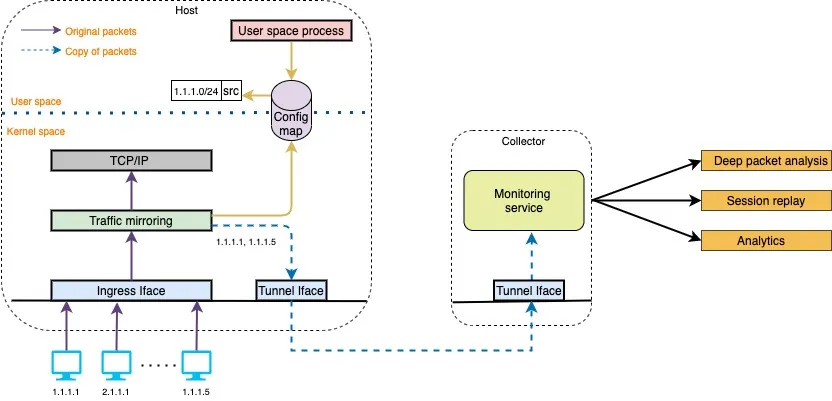 Host
Original packets
Copy of packets
User space process
1.1.1.0/24 src
User space
Config
map
Kernel space
TCP/IP
Collector
Deep packet analysis
Traffic mirroring
Monitoring
service
Session replay
1.1.1.1, 1.1.1.5
Analytics
Ingress Iface
Tunnel Iface
Tunnel Iface
1.1.1.1
2.1.1.1
1.1.1.5